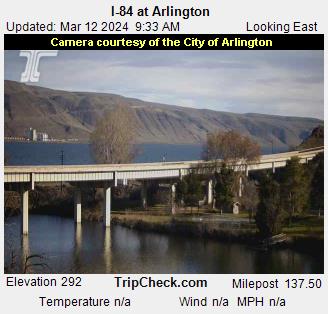 I-84 at Arlington
Updated: Mar 12 2024 9:33 AM Looking East
Camera courtesy of the City of Arlington
Elevation 292 TripCheck.com Milepost 137.50
Temperature n/a Wind n/a MPH n/a